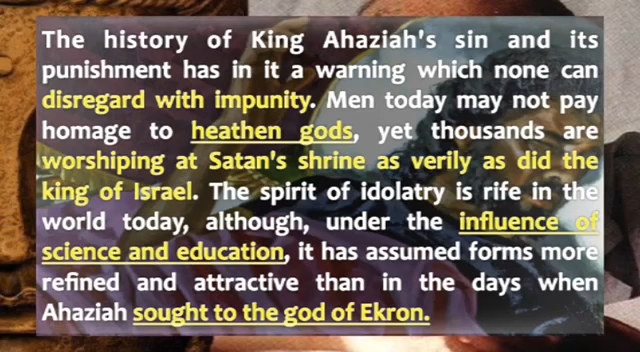 The history of King Ahaziah's sin and its
punishment has in it a warning which none can
disregard with impunity. Men today may not pay
homage to heathen gods, yet thousands are
worshiping at Satan's shrine as verily as did the
king of Israel. The spirit of idolatry is rife in the
world today, although, under the influence of
science and education, it has assumed forms more
refined and attractive than in the days when
Ahaziah sought to the god of Ekron.